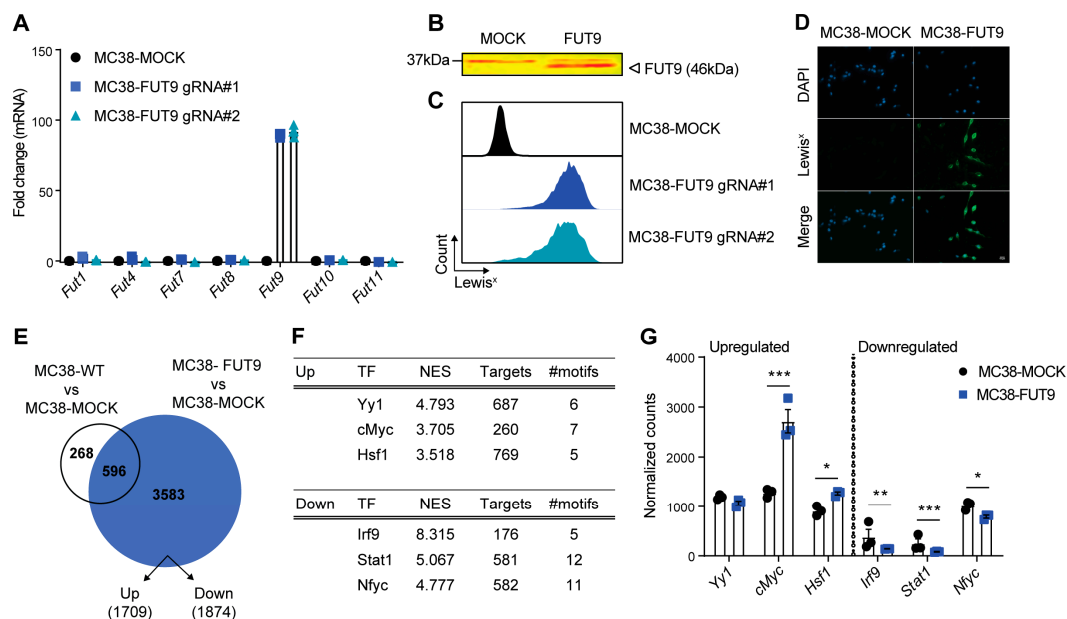 A
150
100
50
0
Fold change (mRNA)
MC38-MOCK
MC38-FUT9 gRNA#1
MC38-FUT9 gRNA#2
Fut1
Fut4
Fut7
Fut8
Fut9
Fut10
Fut11
B
MOCK
FUT9
37kDa
FUT9 (46kDa)
C
MC38-MOCK
MC38-FUT9 gRNA#1
MC38-FUT9 gRNA#2
Count
Lewisˣ
D
MC38-MOCK
MC38-FUT9
DAPI
Lewisˣ
Merge
E
MC38-WT
vs
MC38-MOCK
MC38- FUT9
vs
MC38-MOCK
268
596
3583
Up
(1709)
Down
(1874)
F
Up TF NES Targets #motifs
Yy1 4.793 687 6
cMyc 3.705 260 7
Hsf1 3.518 769 5
Down TF NES Targets #motifs
Irf9 8.315 176 5
Stat1 5.067 581 12
Nfyc 4.777 582 11
G
Upregulated
Downregulated
4000
3000
2000
1000
0
Normalized counts
MC38-MOCK
MC38-FUT9
***
*
**
***
*
Yy1
cMyc
Hsf1
Irf9
Stat1
Nfyc